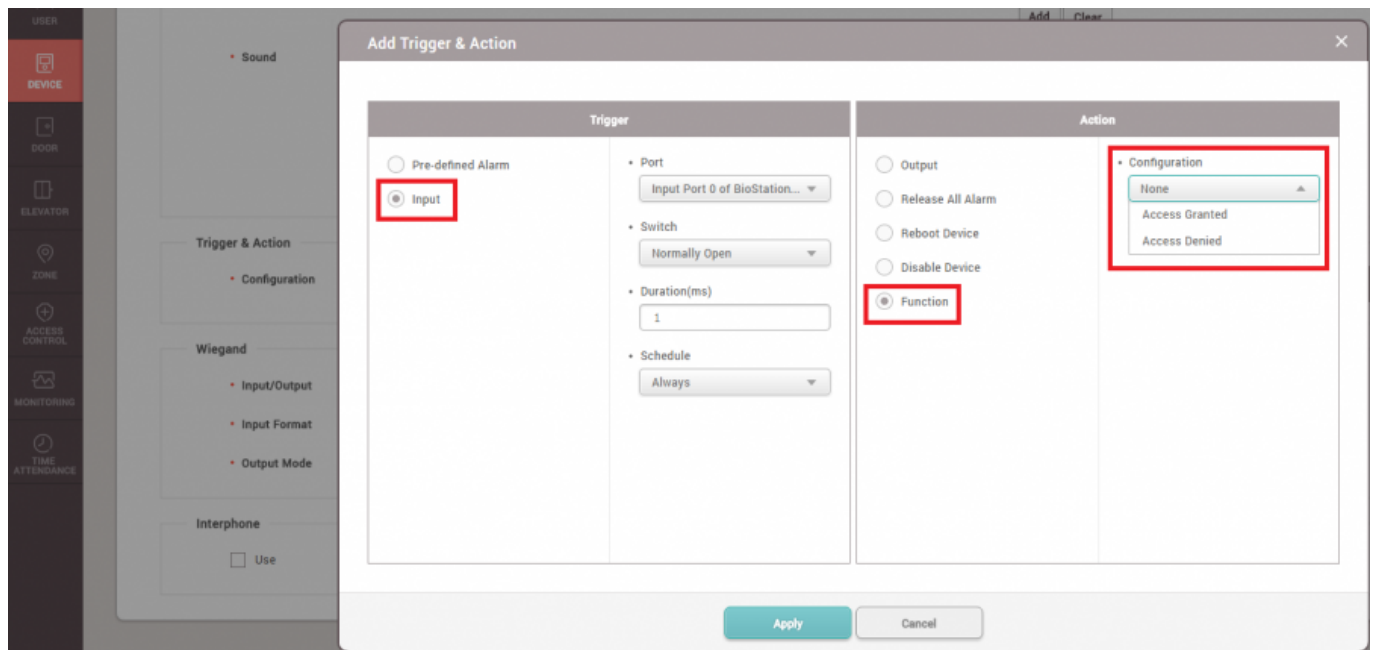 USER
DEVICE
DOOR
ELEVATOR
ZONE
ACCESS
CONTROL
MONITORING
TIME
ATTENDANCE
Add Clear
• Sound
Trigger & Action
• Configuration
Wiegand
• Input/Output
• Input Format
• Output Mode
Interphone
Use
Add Trigger & Action
Trigger
Pre-defined Alarm
Input
• Port
Input Port 0 of BioStation...
• Switch
Normally Open
• Duration(ms)
1
• Schedule
Always
Action
Output
Release All Alarm
Reboot Device
Disable Device
Function
• Configuration
None
Access Granted
Access Denied
Apply
Cancel